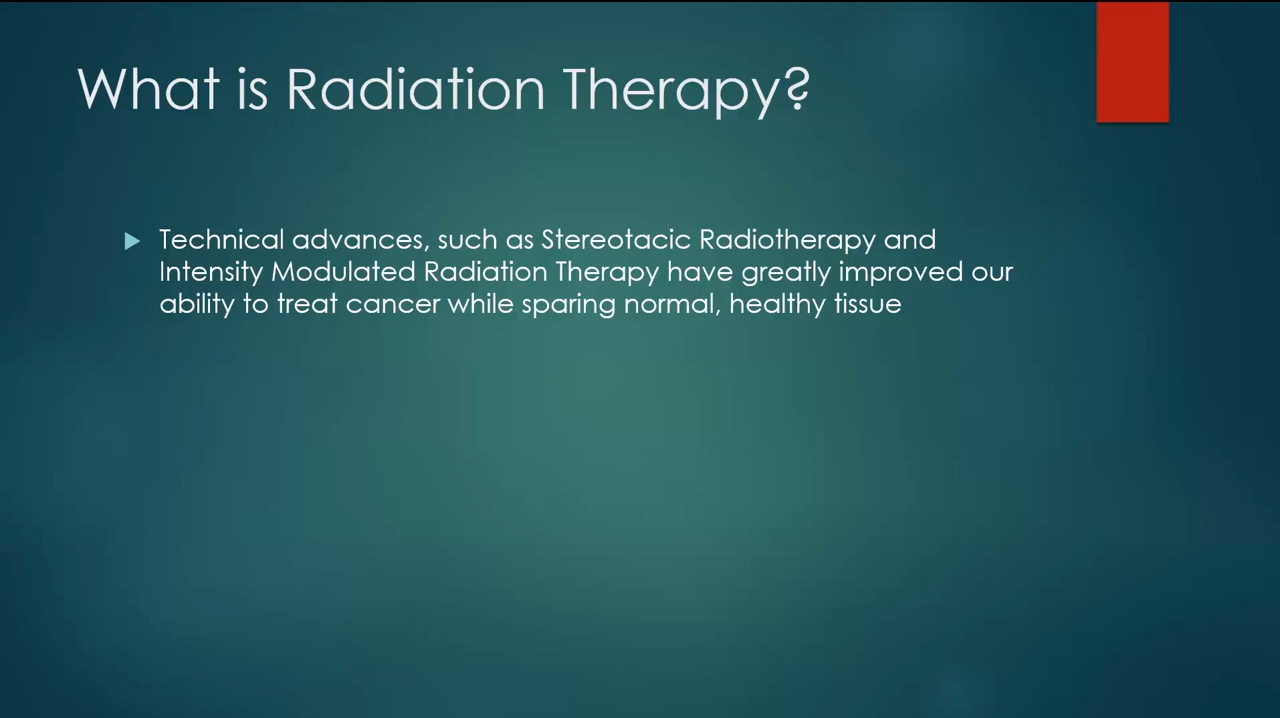 What is Radiation Therapy?
Technical advances, such as Stereotacic Radiotherapy and
Intensity Modulated Radiation Therapy have greatly improved our
ability to treat cancer while sparing normal, healthy tissue